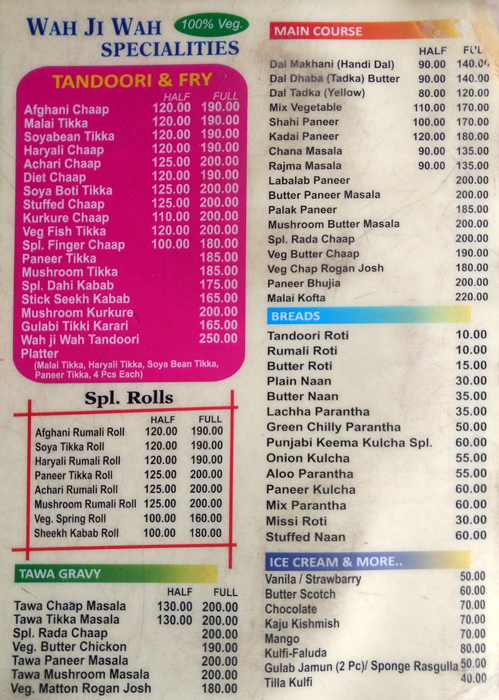 WAH JI WAH 100% Veg.
SPECIALITIES
TANDOORI & FRY
HALF FULL
Afghani Chaap 120.00 190.00
Malai Tikka 120.00 190.00
Soyabean Tikka 120.00 190.00
Haryali Chaap 120.00 190.00
Achari Chaap 125.00 200.00
Diet Chaap 120.00 190.00
Soya Boti Tikka 125.00 200.00
Stuffed Chaap 125.00 200.00
Kurkure Chaap 110.00 200.00
Veg Fish Tikka 120.00 200.00
Spl. Finger Chaap 100.00 180.00
Paneer Tikka 185.00
Mushroom Tikka 185.00
Spl. Dahi Kabab 175.00
Stick Seekh Kabab 165.00
Mushroom Kurkure 200.00
Gulabi Tikki Karari 165.00
Wah ji Wah Tandoori 250.00
Platter
(Malai Tikka, Haryali Tikka, Soya Bean Tikka,
Paneer Tikka, 4 Pcs Each)
Spl. Rolls
HALF FULL
Afghani Rumali Roll 120.00 190.00
Soya Tikka Roll 120.00 190.00
Haryali Rumali Roll 120.00 190.00
Paneer Tikka Roll 125.00 200.00
Achari Rumali Roll 125.00 200.00
Mushroom Rumali Roll 125.00 200.00
Veg. Spring Roll 100.00 160.00
Sheekh Kabab Roll 100.00 180.00
TAWA GRAVY
HALF FULL
Tawa Chaap Masala 130.00 200.00
Tawa Tikka Masala 130.00 200.00
Spl. Rada Chaap 200.00
Veg. Butter Chickon 190.00
Tawa Paneer Masala 200.00
Tawa Mushroom Masala 200.00
Veg. Matton Rogan Josh 180.00
MAIN COURSE
HALF FULL
Dal Makhani (Handi Dal) 90.00 140.00
Dal Dhaba (Tadka) Butter 90.00 140.00
Dal Tadka (Yellow) 80.00 120.00
Mix Vegetable 110.00 170.00
Shahi Paneer 100.00 170.00
Kadai Paneer 120.00 180.00
Chana Masala 90.00 135.00
Rajma Masala 90.00 135.00
Labalab Paneer 200.00
Butter Paneer Masala 200.00
Palak Paneer 185.00
Mushroom Butter Masala 200.00
Spl. Rada Chaap 200.00
Veg Butter Chaap 190.00
Veg Chap Rogan Josh 180.00
Paneer Bhujia 200.00
Malai Kofta 220.00
BREADS
Tandoori Roti 10.00
Rumali Roti 10.00
Butter Roti 15.00
Plain Naan 30.00
Butter Naan 35.00
Lachha Parantha 35.00
Green Chilly Parantha 50.00
Punjabi Keema Kulcha Spl. 60.00
Onion Kulcha 55.00
Aloo Parantha 55.00
Paneer Kulcha 60.00
Mix Parantha 60.00
Missi Roti 30.00
Stuffed Naan 60.00
ICE CREAM & MORE..
Vanila / Strawbarry 50.00
Butter Scotch 60.00
Chocolate 70.00
Kaju Kishmish 70.00
Mango 70.00
Kulfi-Faluda 80.00
Gulab Jamun (2 Pc)/ Sponge Rasgulla 50.00
Tilla Kulfi 40.00